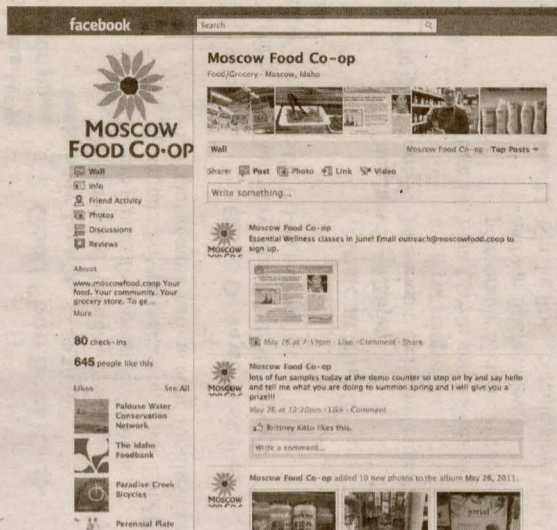 facebook
Search
MOSCOW
FOOD CO-OP
Wall
Info
Friend Activity
Photos
Discussions
Reviews
About
www.moscowfood.coop Your
food. Your community. Your
grocery store. To ge...
More
80 check-ins
645 people like this
Likes See All
Palouse Water
Conservation
Network
The Idaho
Foodbank
Paradise Creek
Bicycles
Perennial Plate
Moscow Food Co-op
Food/Grocery · Moscow, Idaho
Wall Moscow Food Co-op · Top Posts
Share: Post Photo Link Video
Write something...
MOSCOW
Moscow Food Co-op
Essential Wellness classes in June! Email outreach@moscowfood.coop to
sign up.
May 26 at 7:59pm · Like · Comment · Share
MOSCOW
Moscow Food Co-op
lots of fun samples today at the demo counter so stop on by and say hello
and tell me what you are doing to summon spring and I will give you a
prize!!!
May 26 at 12:20pm · Like · Comment
Brittney Kitto likes this.
Write a comment...
MOSCOW
Moscow Food Co-op added 10 new photos to the album May 26, 2011.